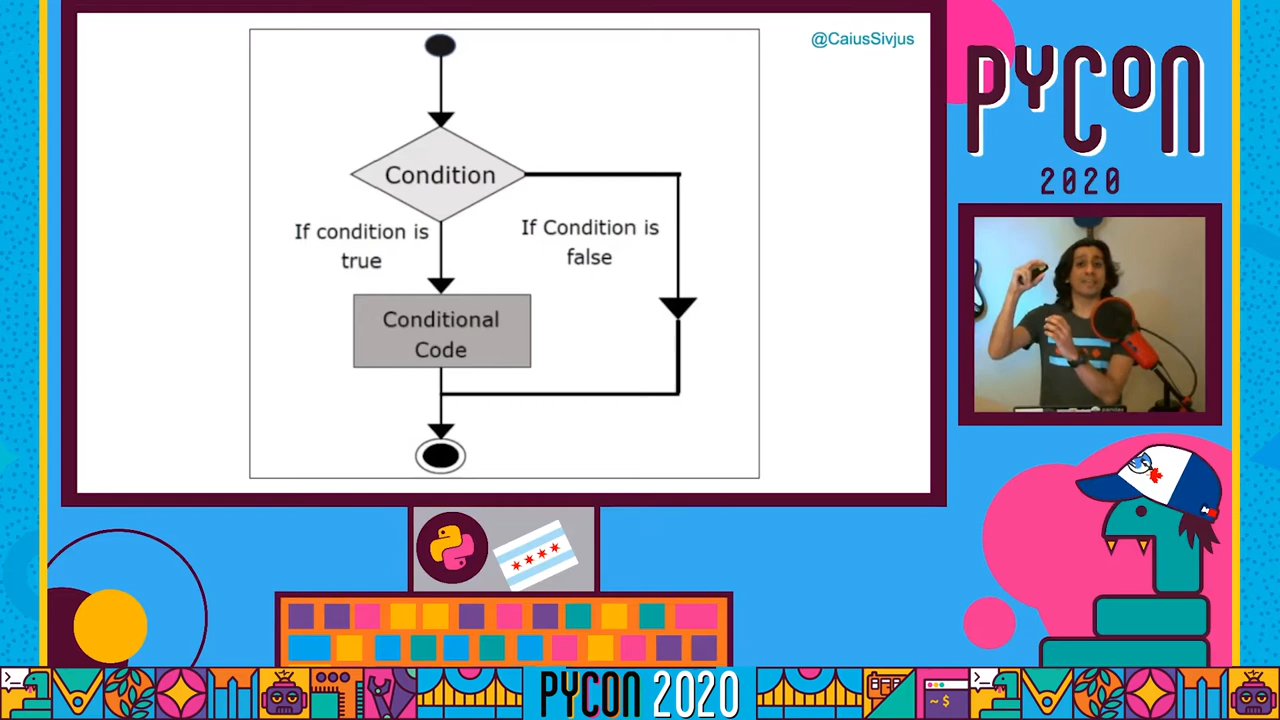 @CaiusSivjus
Condition
If condition is
true
If Condition is
false
Conditional
Code
PYCON
2020
PYCON 2020
>_
~$
>_